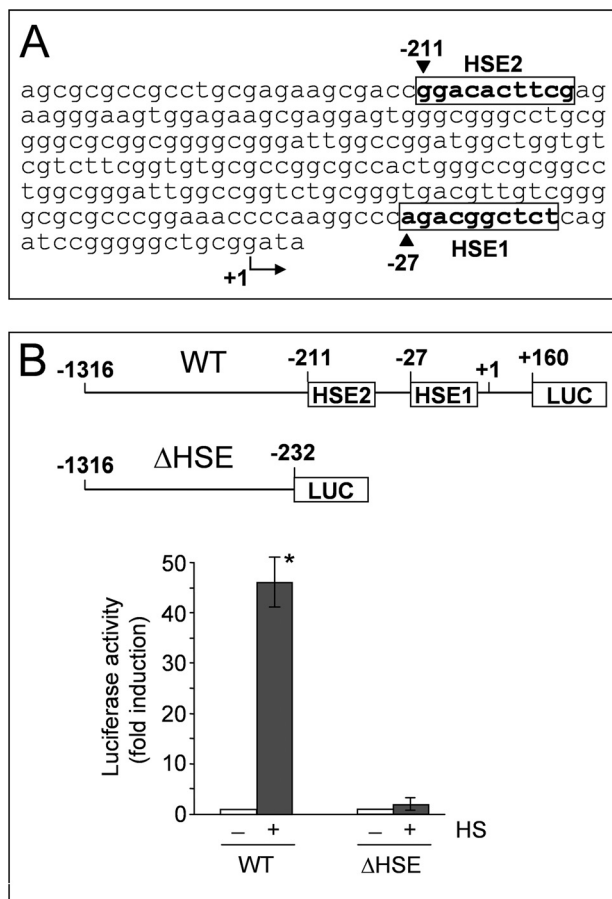 A
-211
HSE2
agcgcgccgcctgcgagaagcgaccggacacttcgag
aagggaagtggagcgaggagtgggcgggcctgcg
gggcgcggcggggcgggattggccggatggctggtgt
cgtcttcggtgtgcgccggcgccactgggccgcggcc
tggcgggattggccggtctgcgggtgacgttgtcggg
gcgcgcccggaaaccccaaggcccagacggctctcag
atccgggggctgcggata
+1
-27
HSE1
B
-1316
WT
-211
-27
+1
+160
HSE2
HSE1
LUC
-1316
ΔHSE
-232
LUC
Luciferase activity
(fold induction)
50
40
30
20
10
0
*
– + – + HS
WT ΔHSE